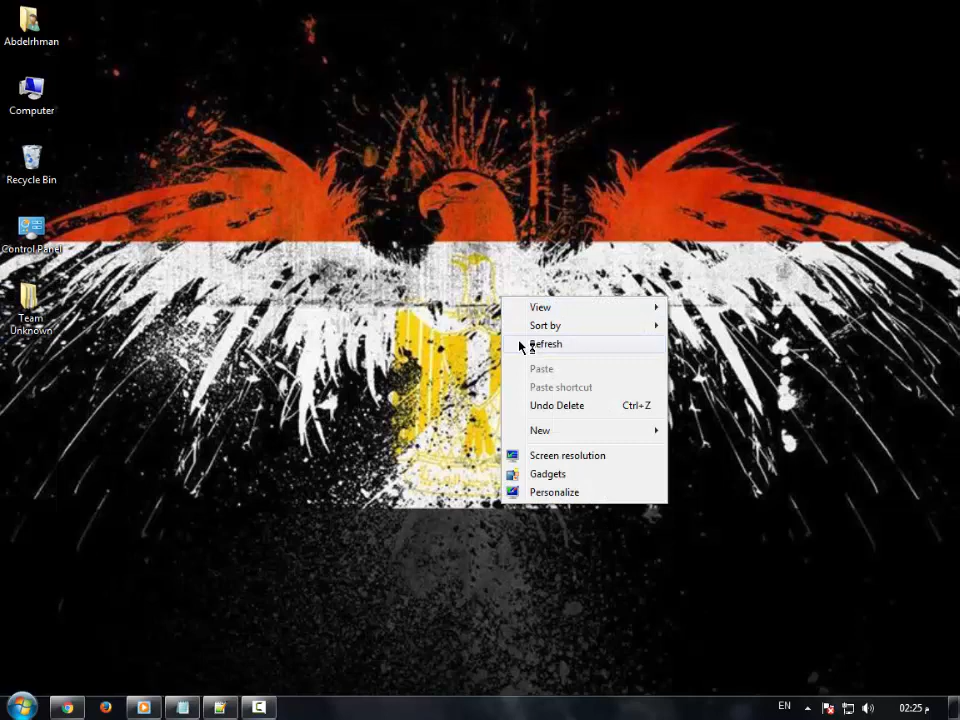 Abdelrhman
Computer
Recycle Bin
Control Panel
Team
Unknown
View
Sort by
Refresh
Paste
Paste shortcut
Undo Delete Ctrl+Z
New
Screen resolution
Gadgets
Personalize
EN
02:25 م